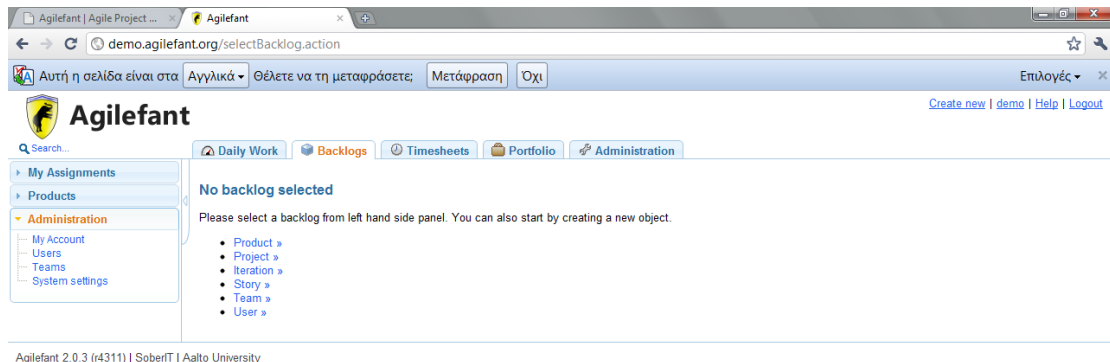 Agilefant | Agile Project ...
Agilefant
demo.agilefant.org/selectBacklog.action
Αυτή η σελίδα είναι στα Αγγλικά Θέλετε να τη μεταφράσετε; Μετάφραση Όχι Επιλογές
Agilefant
Create new | demo | Help | Logout
Search...
Daily Work Backlogs Timesheets Portfolio Administration
My Assignments
Products
Administration
My Account
Users
Teams
System settings
No backlog selected
Please select a backlog from left hand side panel. You can also start by creating a new object.
• Product »
• Project »
• Iteration »
• Story »
• Team »
• User »
Agilefant 2.0.3 (r4311) | SoberIT | Aalto University